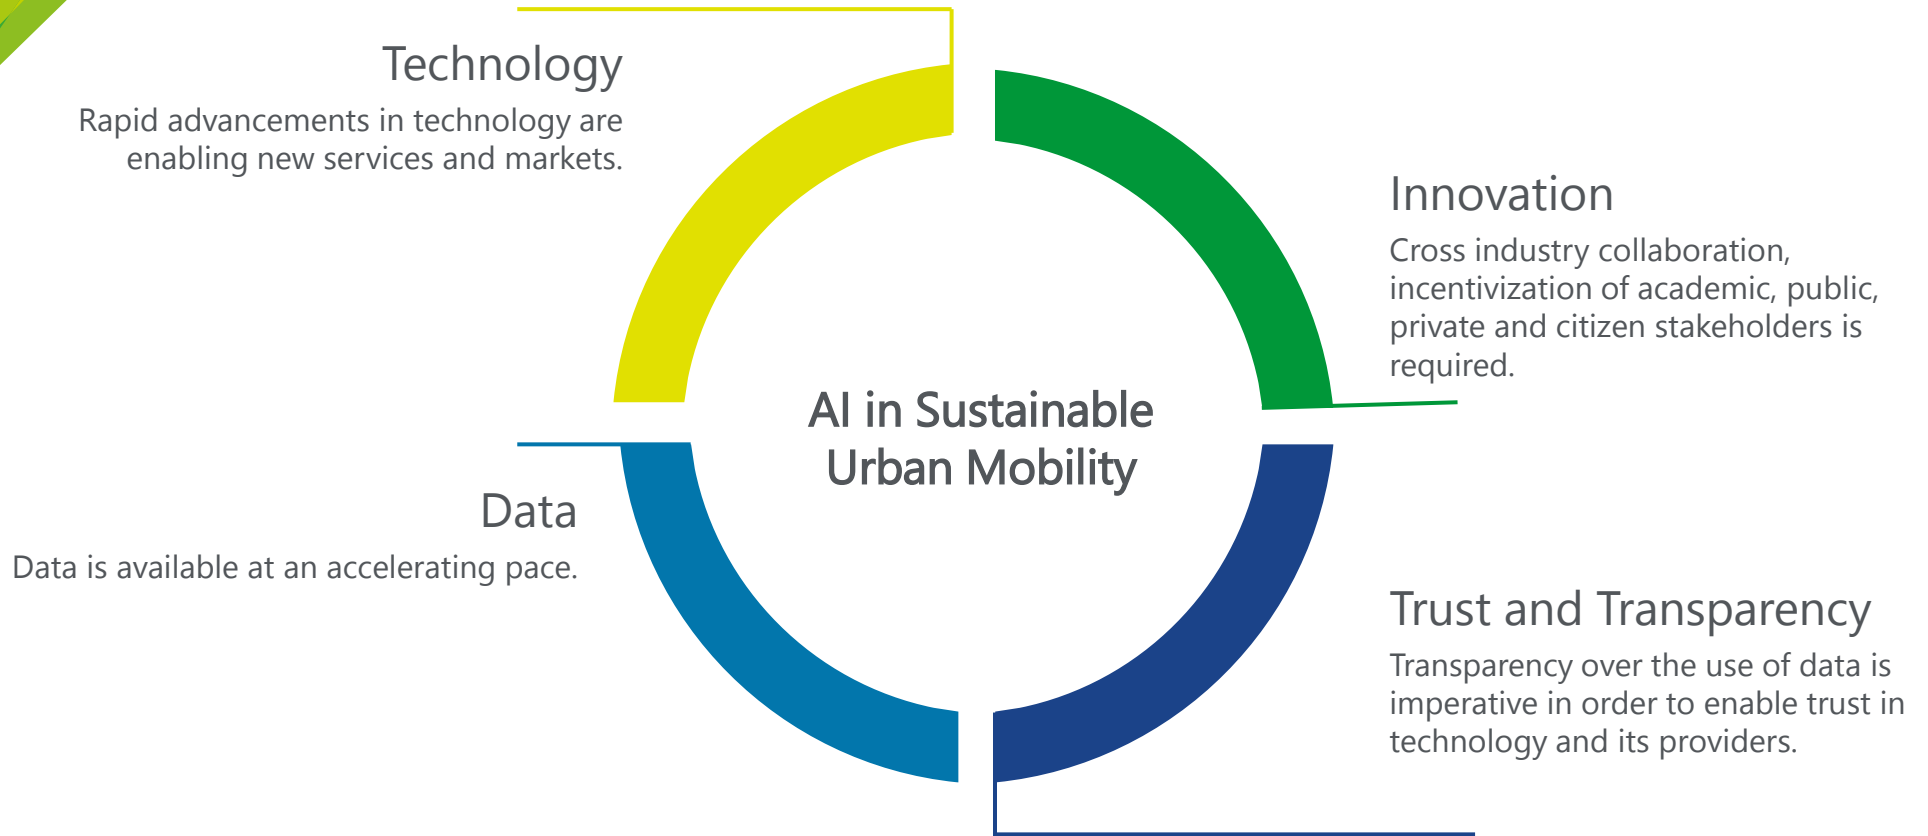 Technology
Rapid advancements in technology are
enabling new services and markets.
Innovation
Cross industry collaboration,
incentivization of academic, public,
private and citizen stakeholders is
required.
AI in Sustainable
Urban Mobility
Data
Data is available at an accelerating pace.
Trust and Transparency
Transparency over the use of data is
imperative in order to enable trust in
technology and its providers.